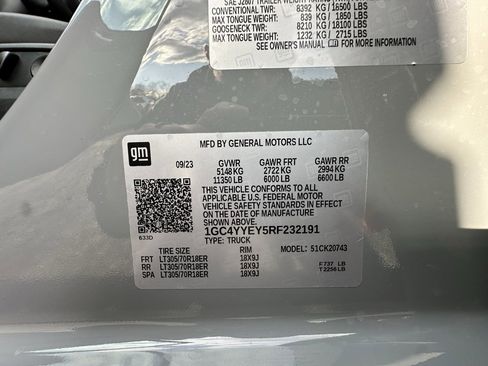 SAE J2807 TRAILER WEIGHT
CONVENTIONAL TWR: 8392 KG / 18500 LBS
MAX TONGUE WEIGHT: 839 KG / 1850 LBS
GOOSENECK TWR: 8210 KG / 18100 LBS
MAX TONGUE WEIGHT: 1232 KG / 2715 LBS
SEE OWNER'S MANUAL FOR MORE INFORMATION
gm
MFD BY GENERAL MOTORS LLC
09/23 GVWR GAWR FRT GAWR RR
5148 KG 2722 KG 2994 KG
11350 LB 6000 LB 6600 LB
THIS VEHICLE CONFORMS TO ALL
APPLICABLE U.S. FEDERAL MOTOR
VEHICLE SAFETY STANDARDS IN
EFFECT ON THE DATE OF
MANUFACTURE SHOWN ABOVE.
1GC4YYEY5RF232191
TYPE: TRUCK MODEL: 51CK20743
633D
TIRE SIZE RIM
FRT LT305/70R18ER 18X9J F 737 LB
RR LT305/70R18ER 18X9J T 2256 LB
SPA LT305/70R18ER 18X9J